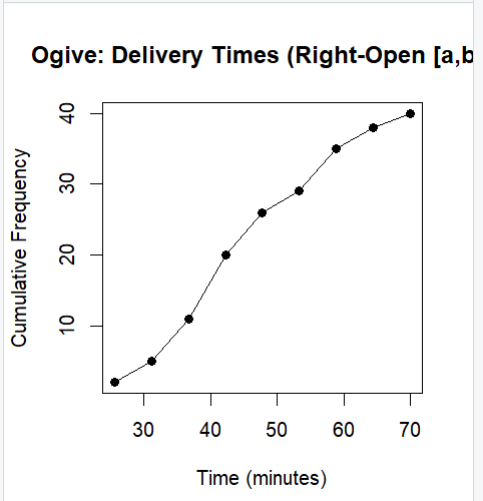 Ogive: Delivery Times (Right-Open [a,b
Cumulative Frequency
40
30
20
10
30 40 50 60 70
Time (minutes)